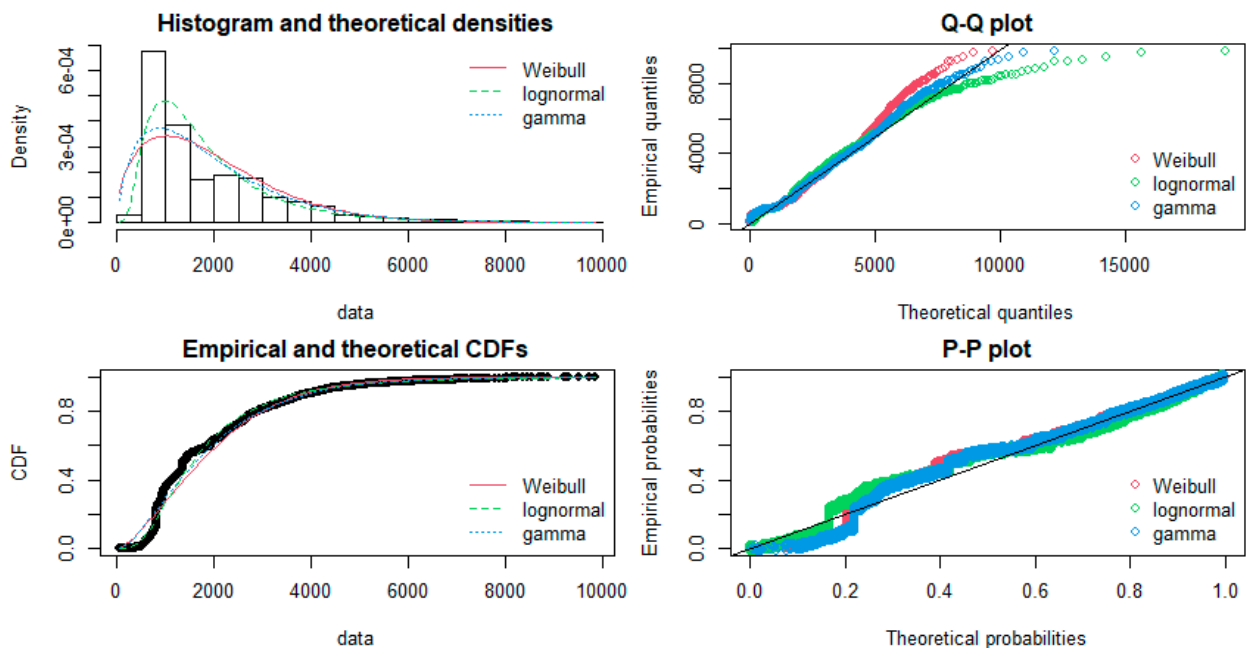 Histogram and theoretical densities
Density
0e+00 3e-04 6e-04
Weibull
lognormal
gamma
0 2000 4000 6000 8000 10000
data
Q-Q plot
Empirical quantiles
0 4000 8000
Weibull
lognormal
gamma
0 5000 10000 15000
Theoretical quantiles
Empirical and theoretical CDFs
CDF
0.0 0.4 0.8
Weibull
lognormal
gamma
0 2000 4000 6000 8000 10000
data
P-P plot
Empirical probabilities
0.0 0.4 0.8
Weibull
lognormal
gamma
0.0 0.2 0.4 0.6 0.8 1.0
Theoretical probabilities